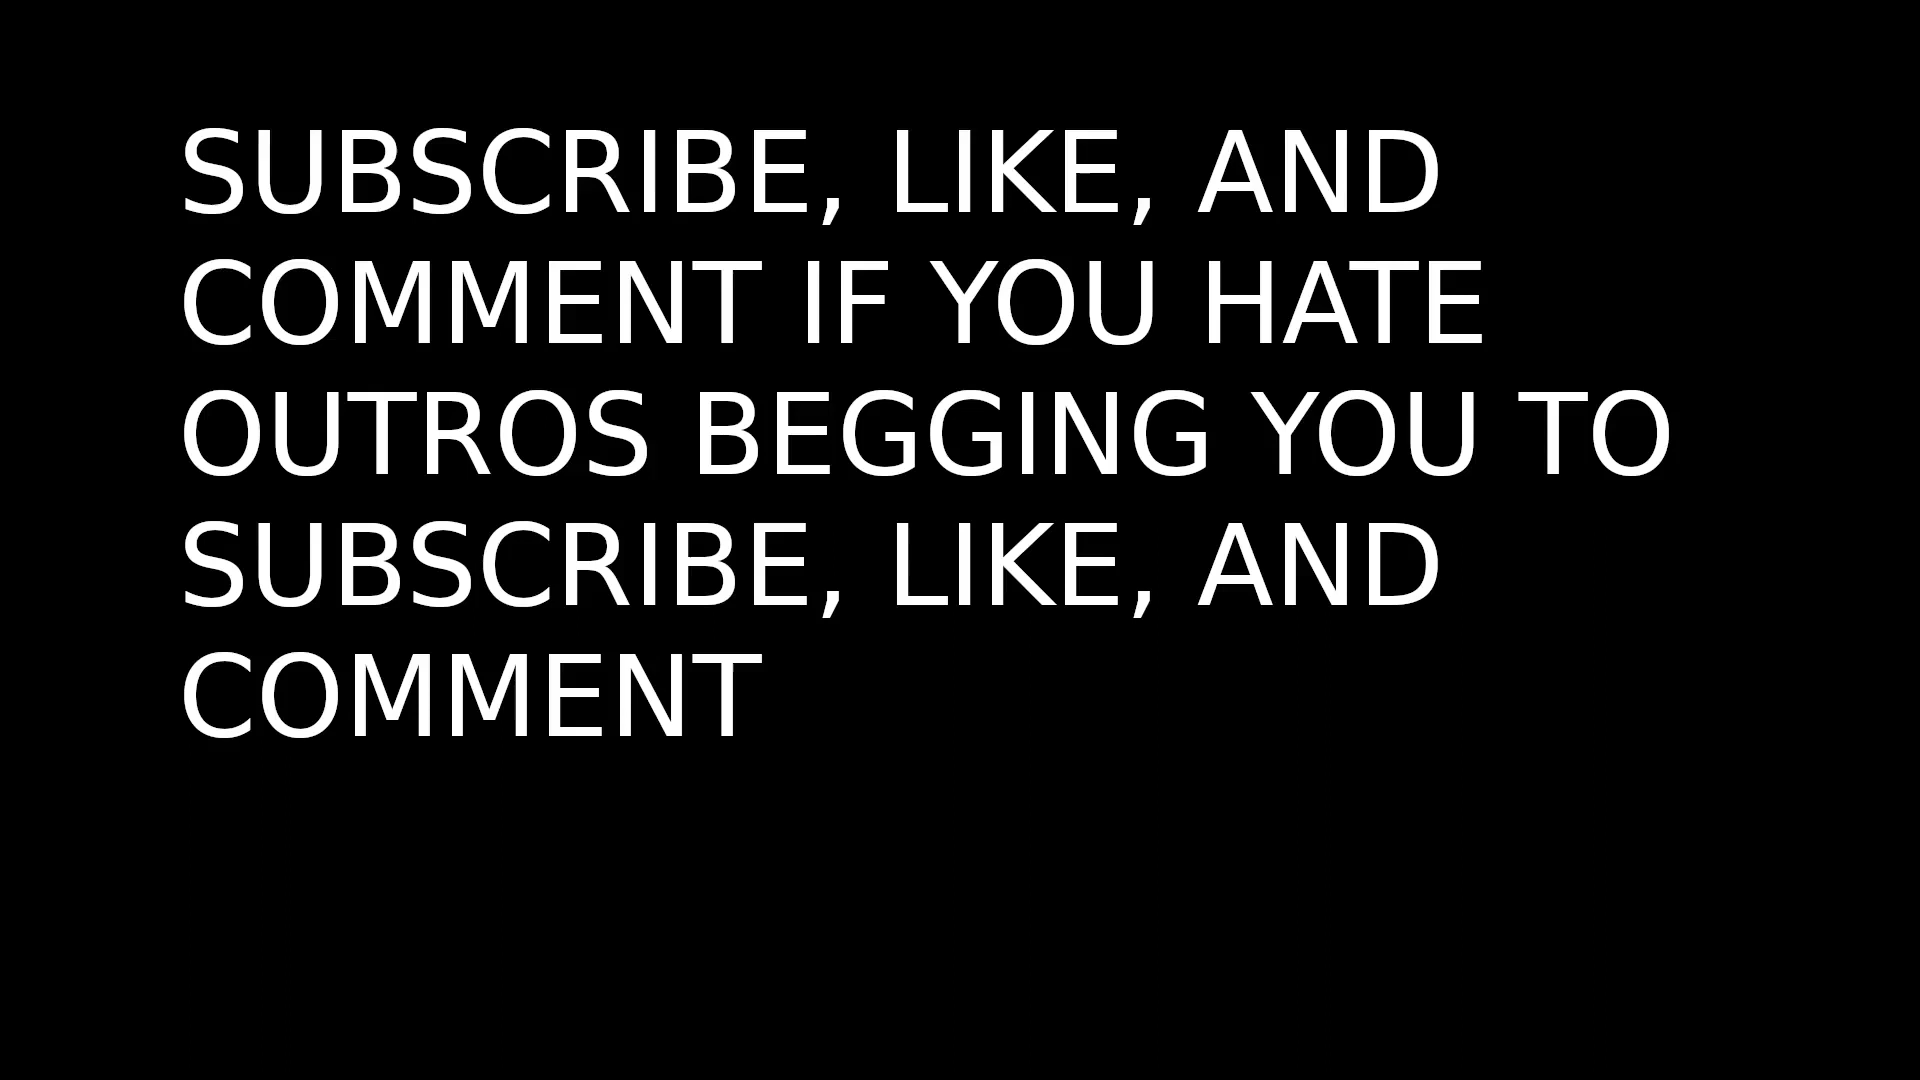 SUBSCRIBE, LIKE, AND
COMMENT IF YOU HATE
OUTROS BEGGING YOU TO
SUBSCRIBE, LIKE, AND
COMMENT